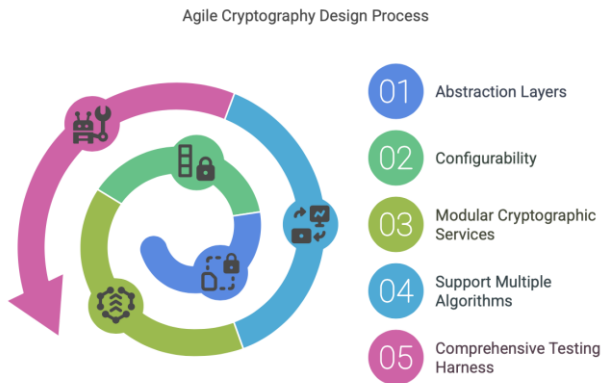 Agile Cryptography Design Process
01 Abstraction Layers
02 Configurability
03 Modular Cryptographic
Services
04 Support Multiple
Algorithms
05 Comprehensive Testing
Harness